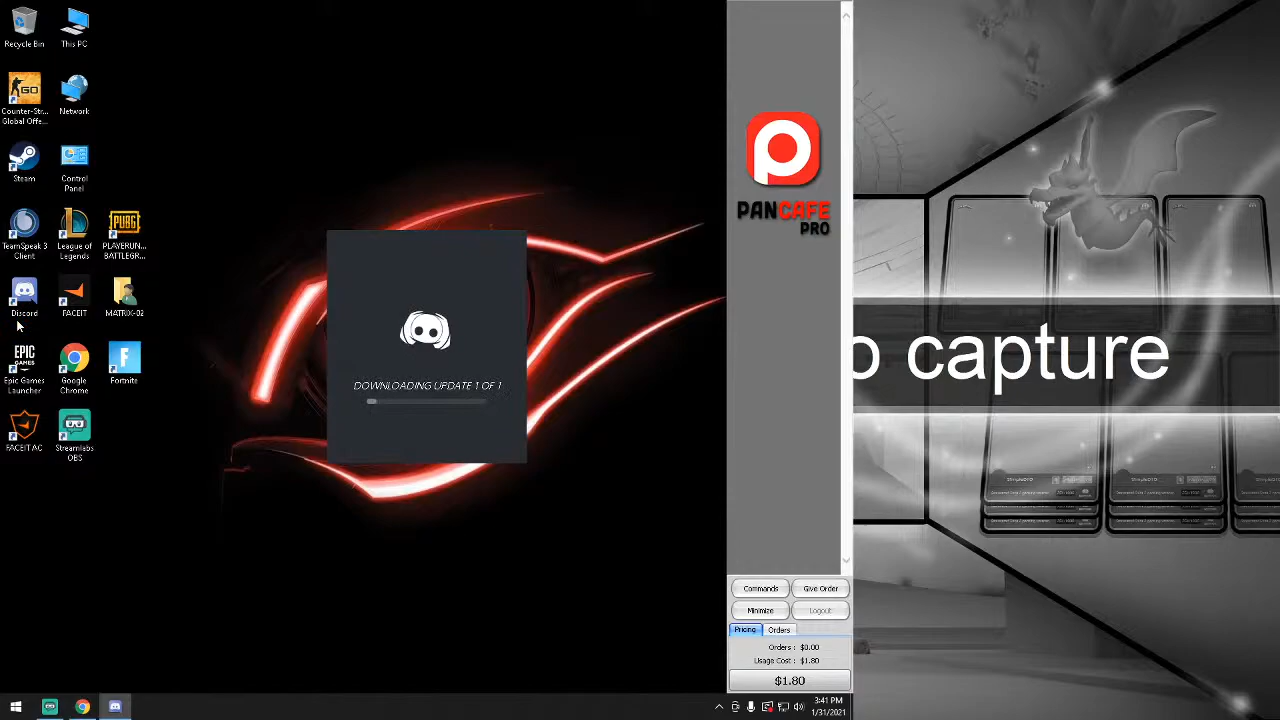 Recycle Bin
This PC
Counter-Str...
Global Offe...
Network
Steam
Control
Panel
TeamSpeak 3
Client
League of
Legends
PUBG
PLAYERUN...
BATTLEGR...
Discord
FACEIT
MATRIX-02
EPIC
GAMES
Epic Games
Launcher
Google
Chrome
Fortnite
FACEIT AC
Streamlabs
OBS
DOWNLOADING UPDATE 1 OF 1
PANCAFE
PRO
o capture
Commands
Give Order
Minimize
Logout
Pricing
Orders
Orders : $0.00
Usage Cost : $1.80
$1.80
3:41 PM
1/31/2021